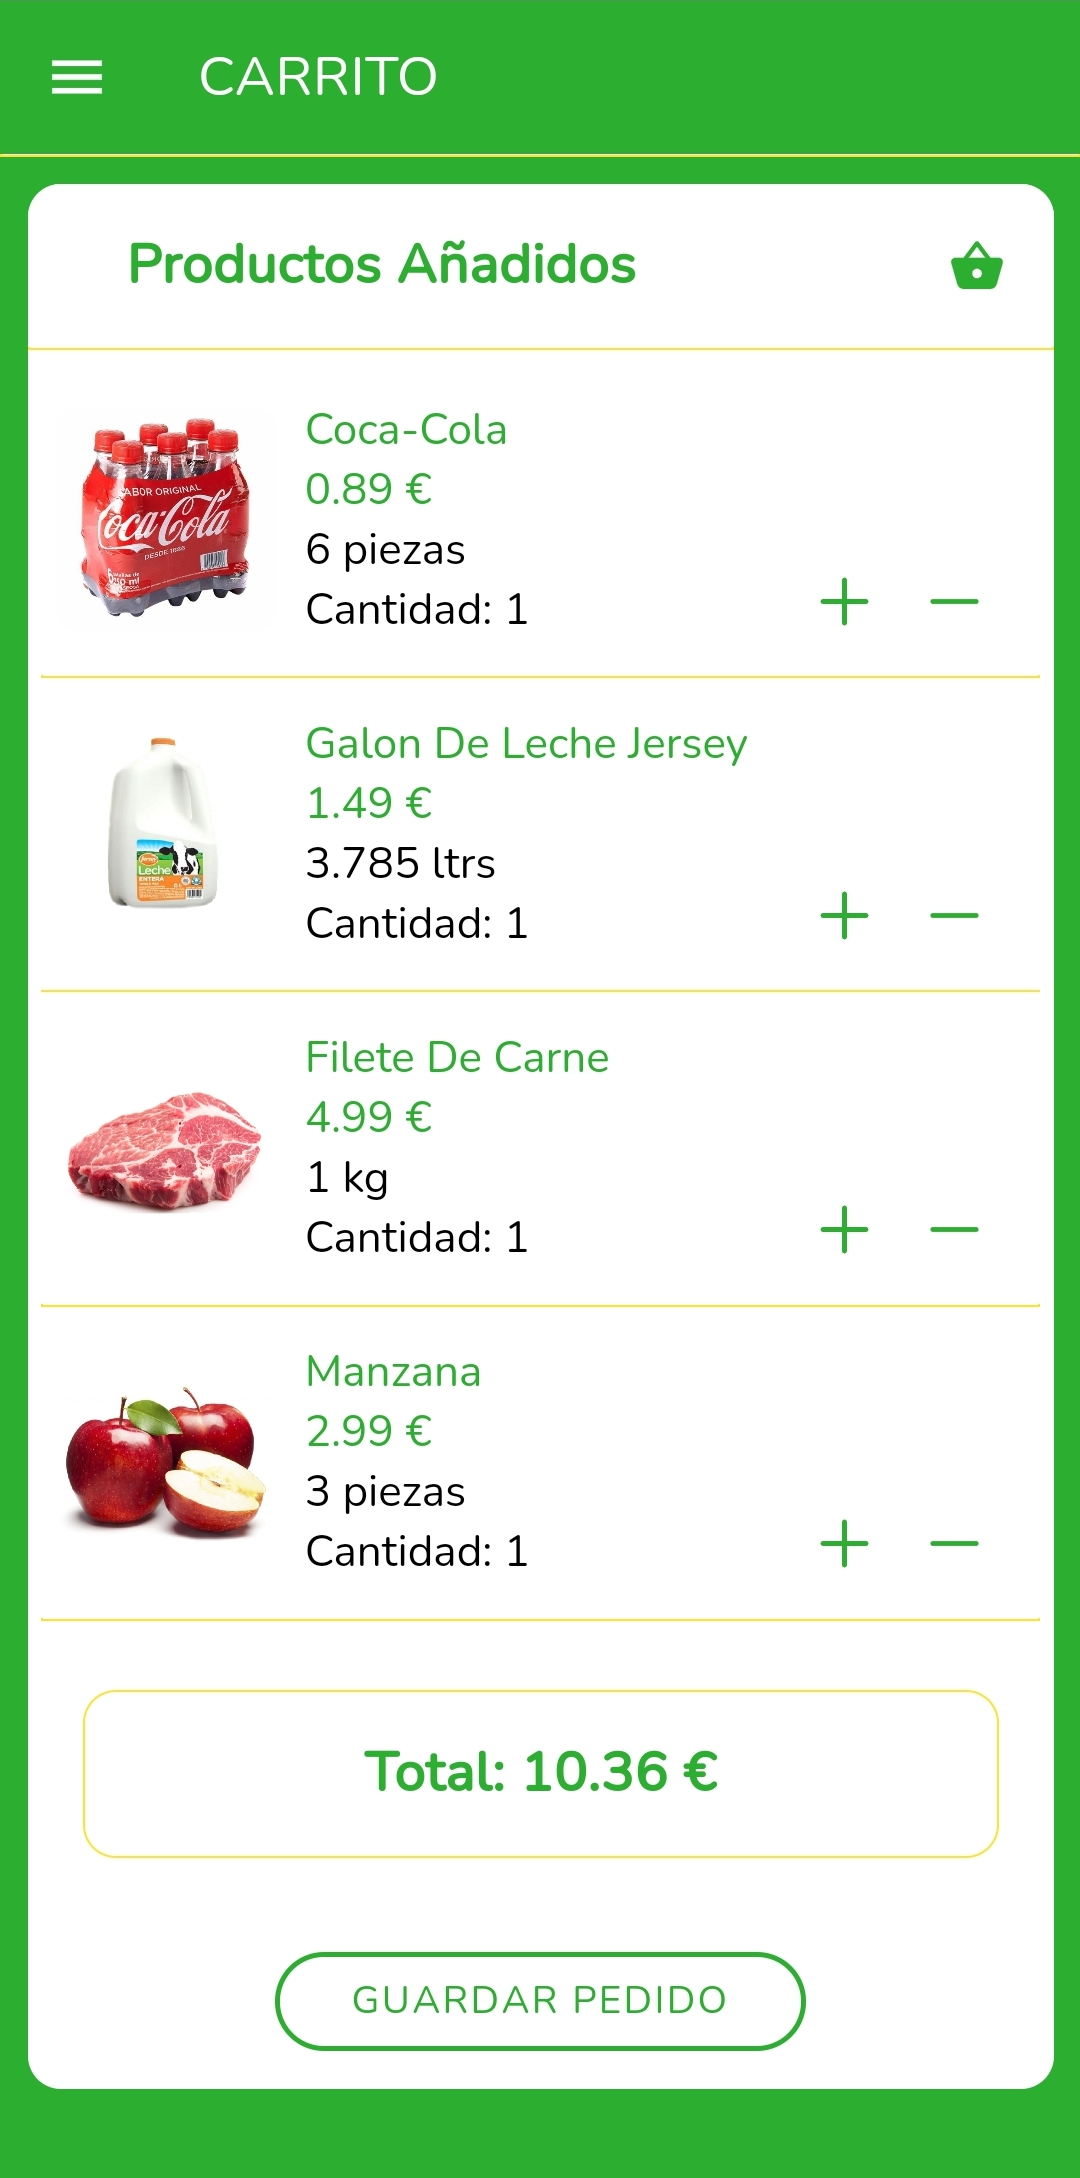 CARRITO
Productos Añadidos
SABOR ORIGINAL
Coca-Cola
DESDE 1886
Coca-Cola
0.89 €
6 piezas
Cantidad: 1
Jersey
Leche
ENTERA
Galon De Leche Jersey
1.49 €
3.785 ltrs
Cantidad: 1
Filete De Carne
4.99 €
1 kg
Cantidad: 1
Manzana
2.99 €
3 piezas
Cantidad: 1
Total: 10.36 €
GUARDAR PEDIDO